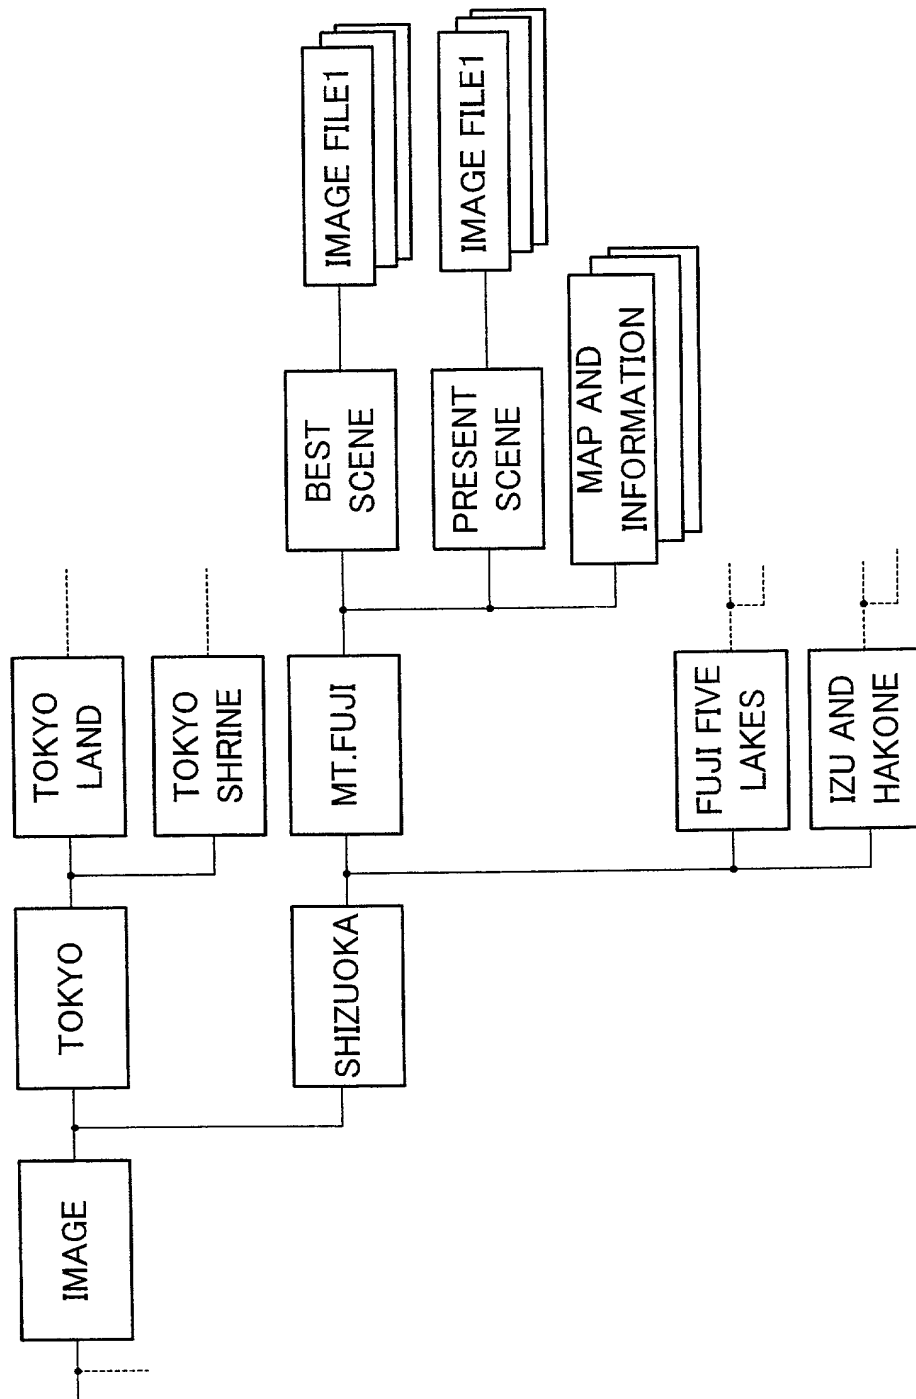 IMAGE
TOKYO
TOKYO
LAND
TOKYO
SHRINE
SHIZUOKA
MT.FUJI
BEST
SCENE
IMAGE FILE1
PRESENT
SCENE
IMAGE FILE1
MAP AND
INFORMATION
FUJI FIVE
LAKES
IZU AND
HAKONE